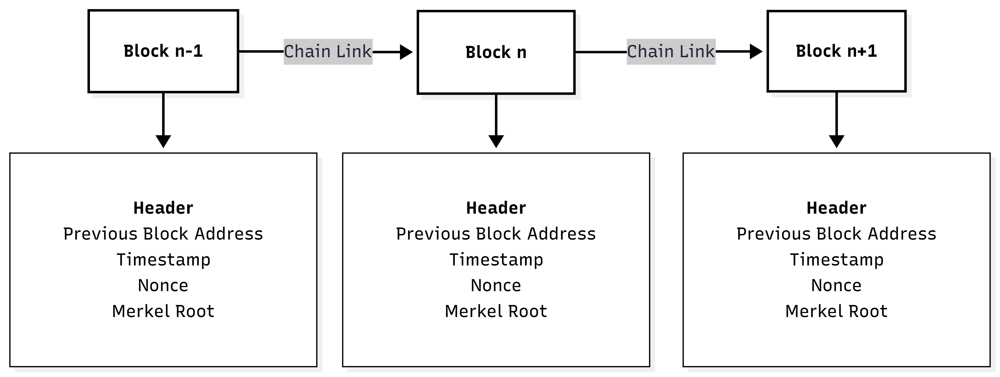 Block n-1
Chain Link
Block n
Chain Link
Block n+1
Header
Previous Block Address
Timestamp
Nonce
Merkel Root
Header
Previous Block Address
Timestamp
Nonce
Merkel Root
Header
Previous Block Address
Timestamp
Nonce
Merkel Root